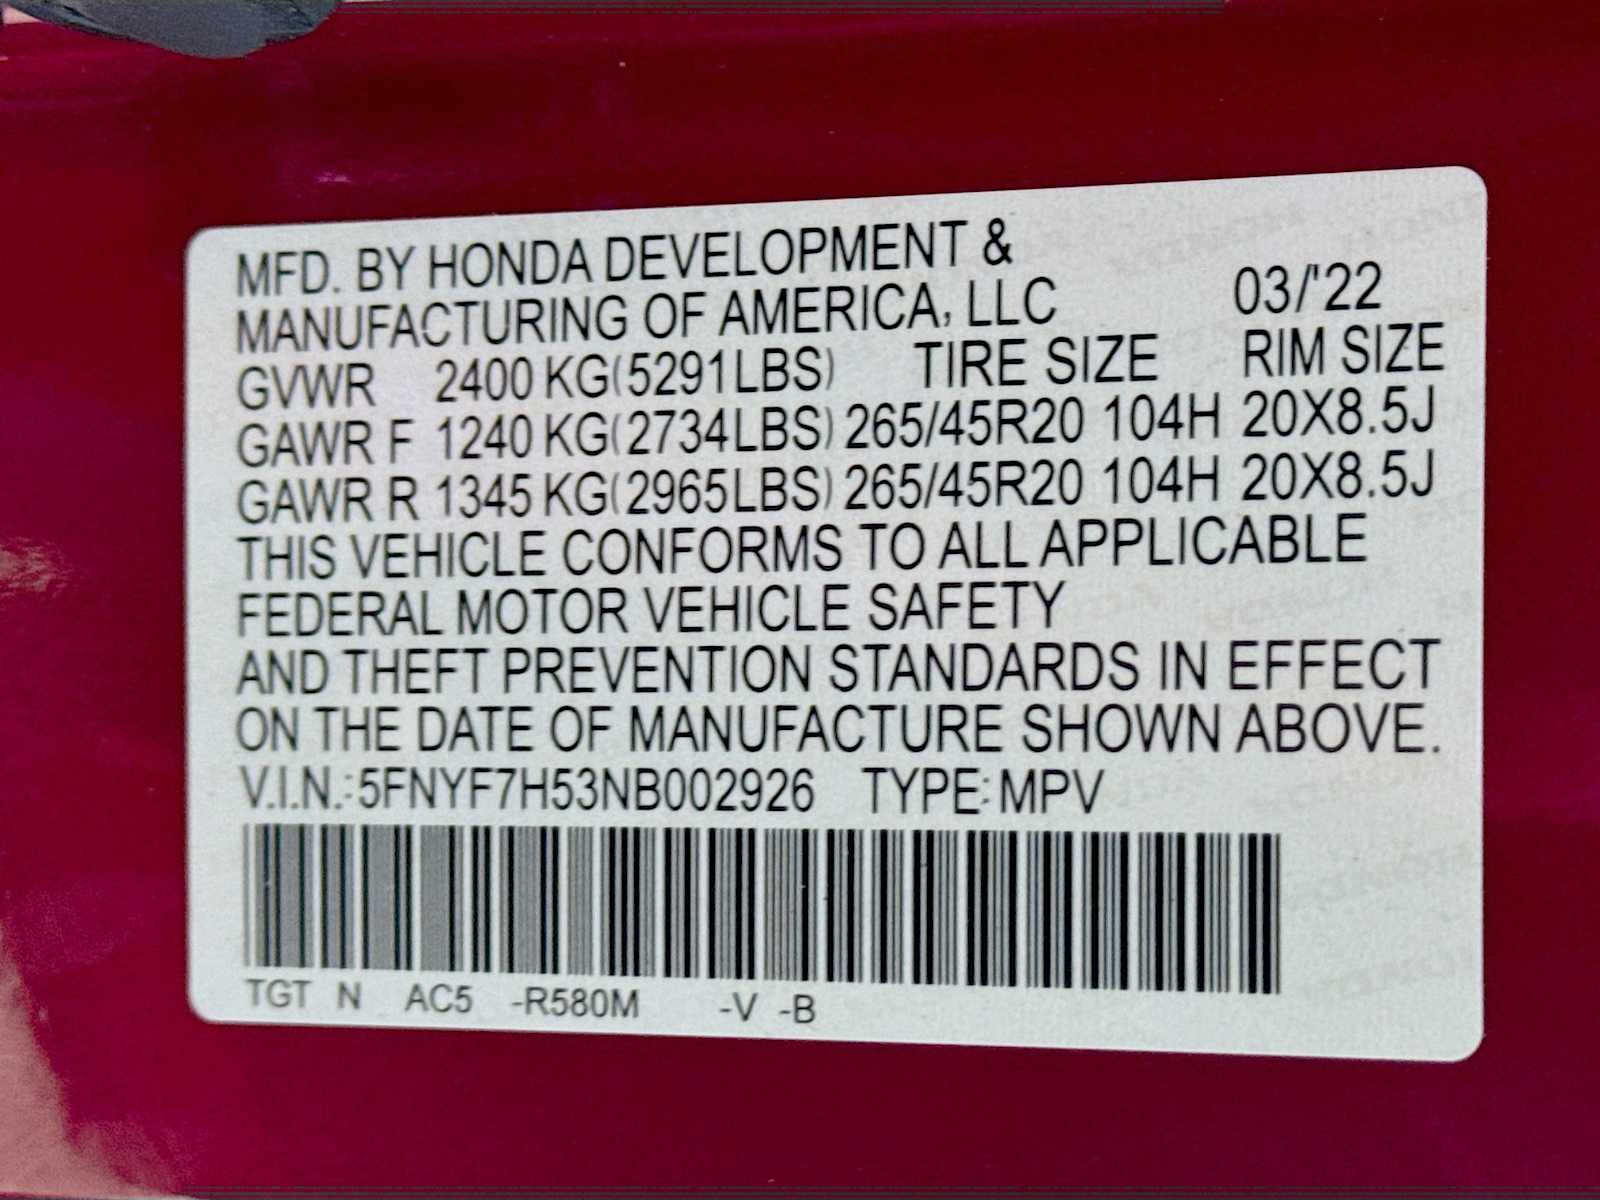 MFD. BY HONDA DEVELOPMENT &
MANUFACTURING OF AMERICA, LLC 03/'22
GVWR 2400 KG(5291LBS) TIRE SIZE RIM SIZE
GAWR F 1240 KG(2734LBS) 265/45R20 104H 20X8.5J
GAWR R 1345 KG(2965LBS) 265/45R20 104H 20X8.5J
THIS VEHICLE CONFORMS TO ALL APPLICABLE
FEDERAL MOTOR VEHICLE SAFETY
AND THEFT PREVENTION STANDARDS IN EFFECT
ON THE DATE OF MANUFACTURE SHOWN ABOVE.
V.I.N.:5FNYF7H53NB002926 TYPE:MPV
TGT N AC5 -R580M -V -B